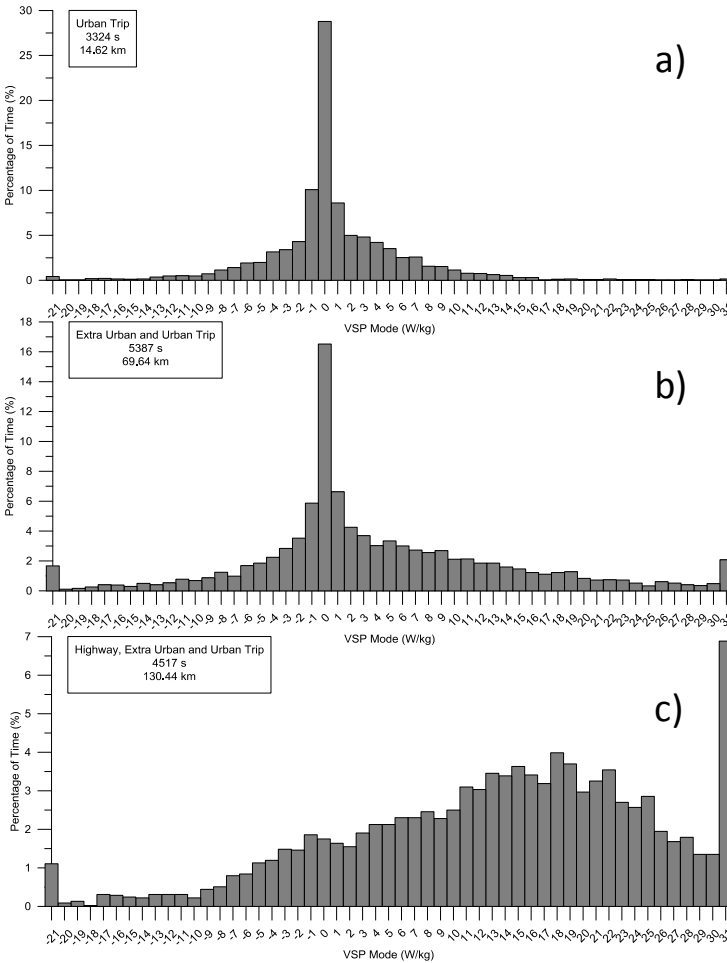 Urban Trip
3324 s
14.62 km
a)
Percentage of Time (%)
30
25
20
15
10
5
0
-21 -20 -19 -18 -17 -16 -15 -14 -13 -12 -11 -10 -9 -8 -7 -6 -5 -4 -3 -2 -1 0 1 2 3 4 5 6 7 8 9 10 11 12 13 14 15 16 17 18 19 20 21 22 23 24 25 26 27 28 29 30 31
VSP Mode (W/kg)
Extra Urban and Urban Trip
5387 s
69.64 km
b)
Percentage of Time (%)
18
16
14
12
10
8
6
4
2
0
-21 -20 -19 -18 -17 -16 -15 -14 -13 -12 -11 -10 -9 -8 -7 -6 -5 -4 -3 -2 -1 0 1 2 3 4 5 6 7 8 9 10 11 12 13 14 15 16 17 18 19 20 21 22 23 24 25 26 27 28 29 30 31
VSP Mode (W/kg)
Highway, Extra Urban and Urban Trip
4517 s
130.44 km
c)
Percentage of Time (%)
7
6
5
4
3
2
1
0
-21 -20 -19 -18 -17 -16 -15 -14 -13 -12 -11 -10 -9 -8 -7 -6 -5 -4 -3 -2 -1 0 1 2 3 4 5 6 7 8 9 10 11 12 13 14 15 16 17 18 19 20 21 22 23 24 25 26 27 28 29 30 31
VSP Mode (W/kg)